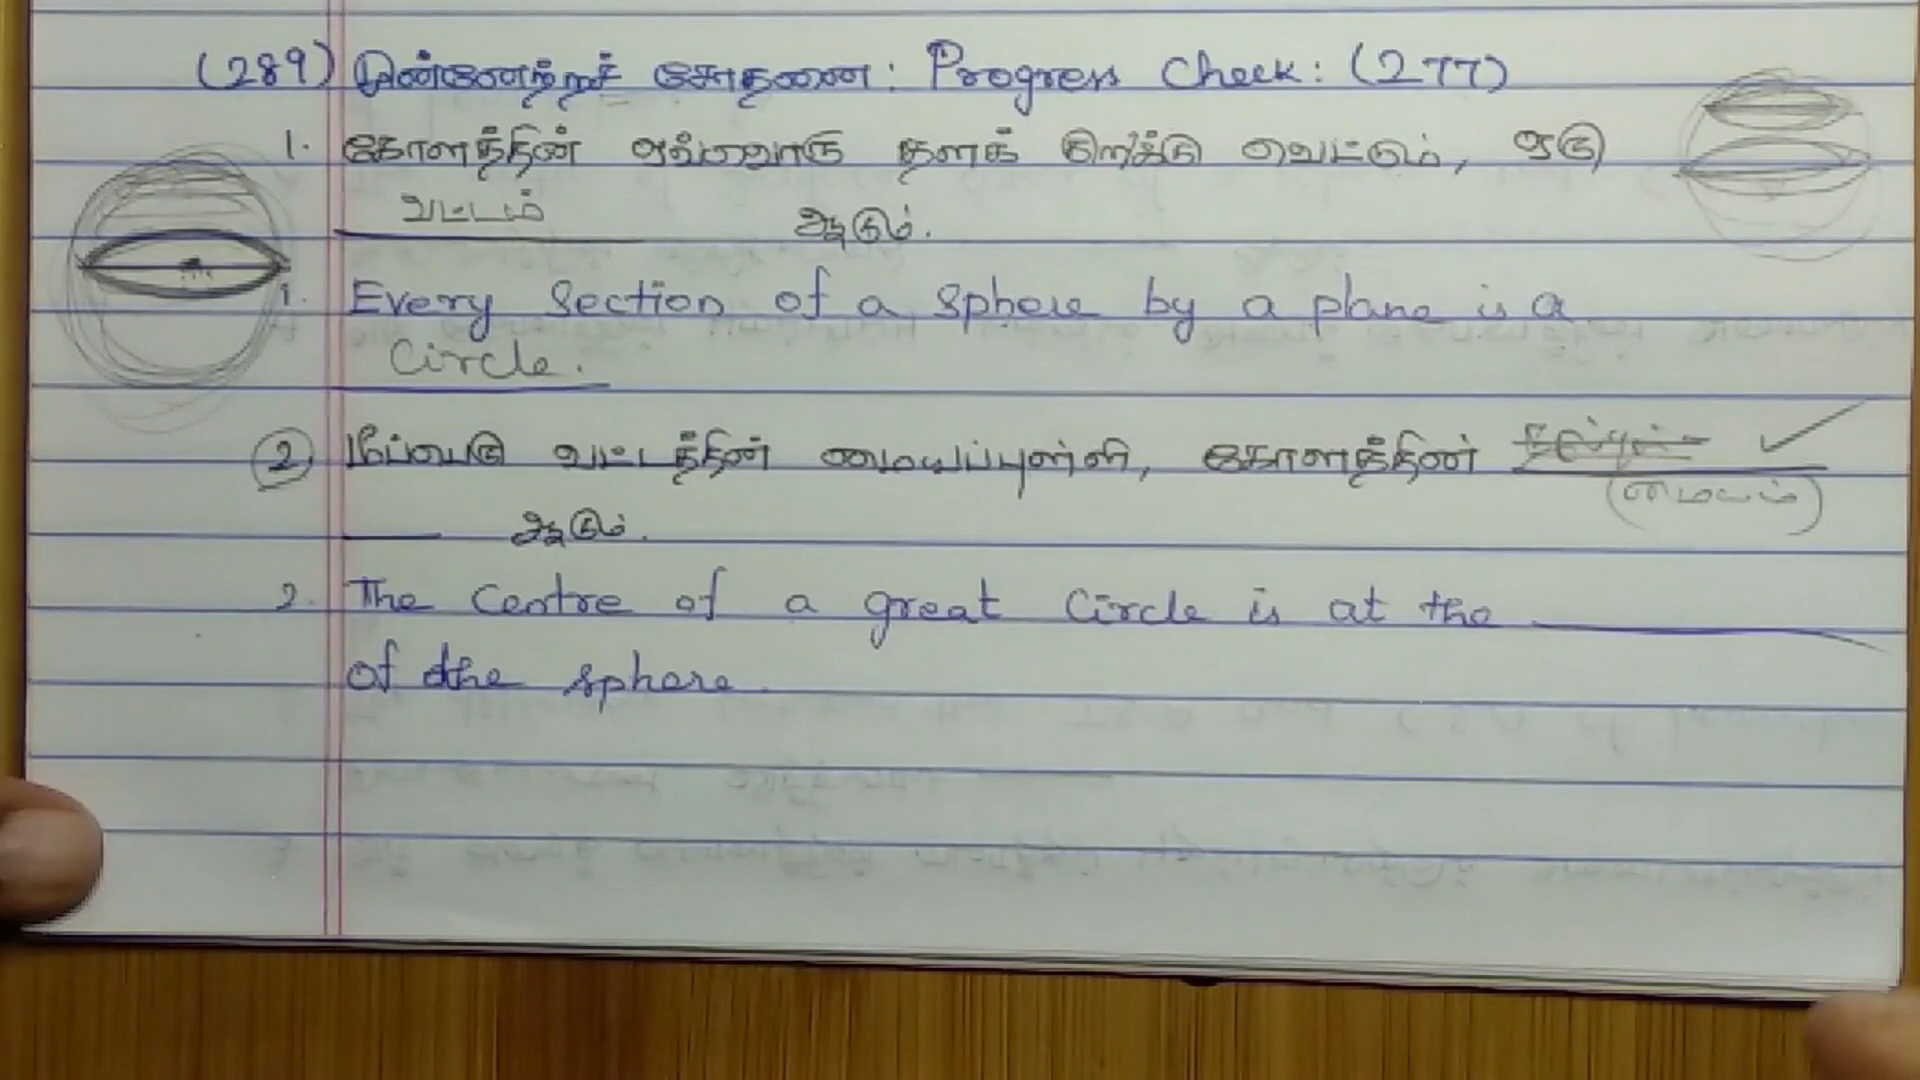 (289) முன்னேற்றச் சோதனை: Progress Check: (277)
1. கோளத்தின் ஒவ்வொரு தளக் குறுக்கு வெட்டும், ஒரு
வட்டம் ஆகும்.
1. Every section of a sphere by a plane is a
Circle.
2 மீப்பெரு வட்டத்தின் மையப்புள்ளி, கோளத்தின்
(மையம்)
ஆகும்.
2. The Centre of a great Circle is at the
of the sphere.